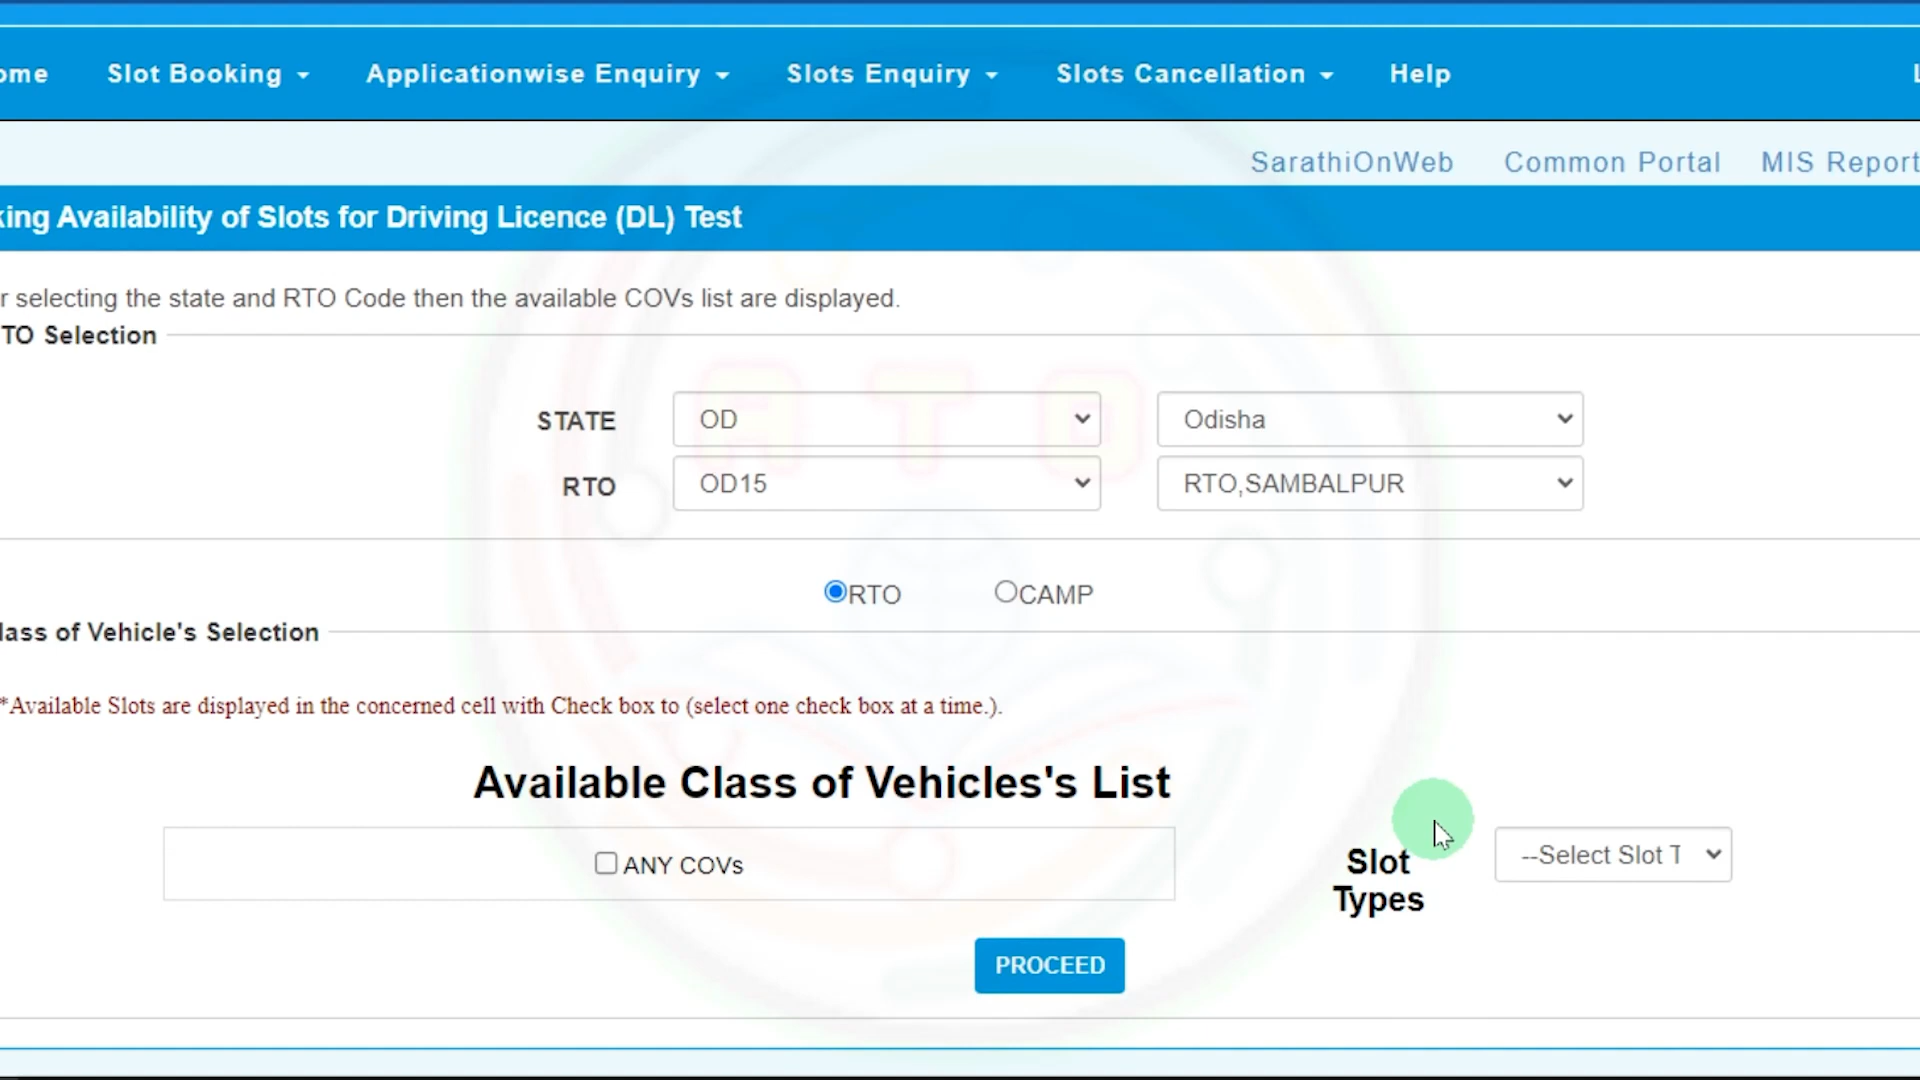 ome Slot Booking Applicationwise Enquiry Slots Enquiry Slots Cancellation Help L
SarathiOnWeb Common Portal MIS Report
king Availability of Slots for Driving Licence (DL) Test
r selecting the state and RTO Code then the available COVs list are displayed.
TO Selection
STATE OD Odisha
RTO OD15 RTO,SAMBALPUR
RTO CAMP
lass of Vehicle's Selection
*Available Slots are displayed in the concerned cell with Check box to (select one check box at a time.).
Available Class of Vehicles's List
ANY COVs
Slot Types
--Select Slot T
PROCEED
RTO